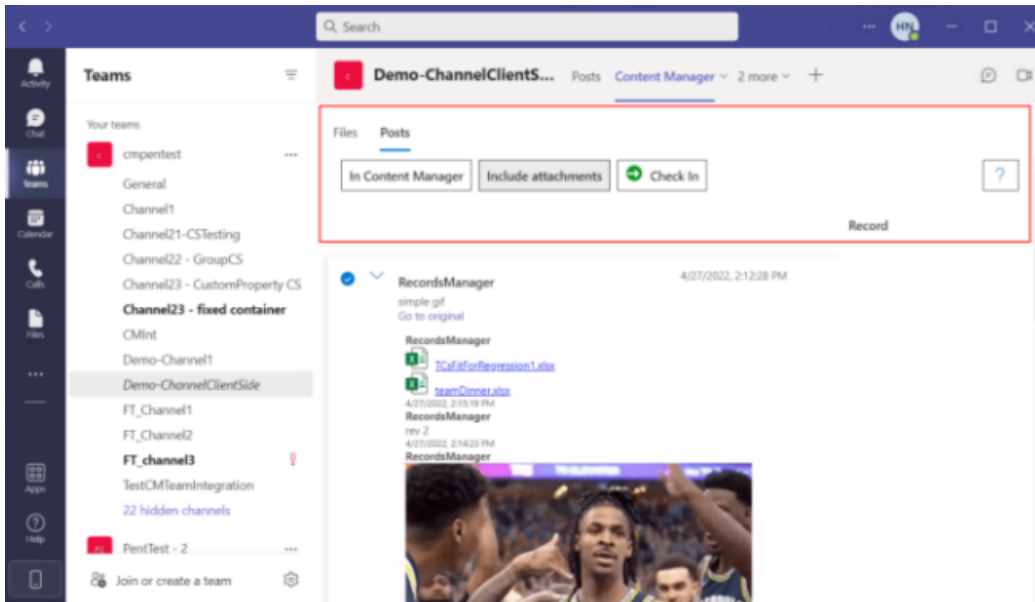 Search
HN
Activity
Chat
Teams
Calendar
Calls
Files
Apps
Help
Teams
Your teams
cmpentest
General
Channel1
Channel21-CSTesting
Channel22 - GroupCS
Channel23 - CustomProperty CS
Channel23 - fixed container
CMInt
Demo-Channel1
Demo-ChannelClientSide
FT_Channel1
FT_Channel2
FT_channel3
TestCMTeamIntegration
22 hidden channels
PentTest - 2
Join or create a team
Demo-ChannelClientS... Posts Content Manager 2 more
Files Posts
In Content Manager Include attachments Check In ?
Record
RecordsManager 4/27/2022, 2:12:28 PM
simple gif
Go to original
RecordsManager
TCsFitForRegression1.xlsx
teamDinner.xlsx
4/27/2022, 2:15:19 PM
RecordsManager
rev 2
4/27/2022, 2:14:23 PM
RecordsManager